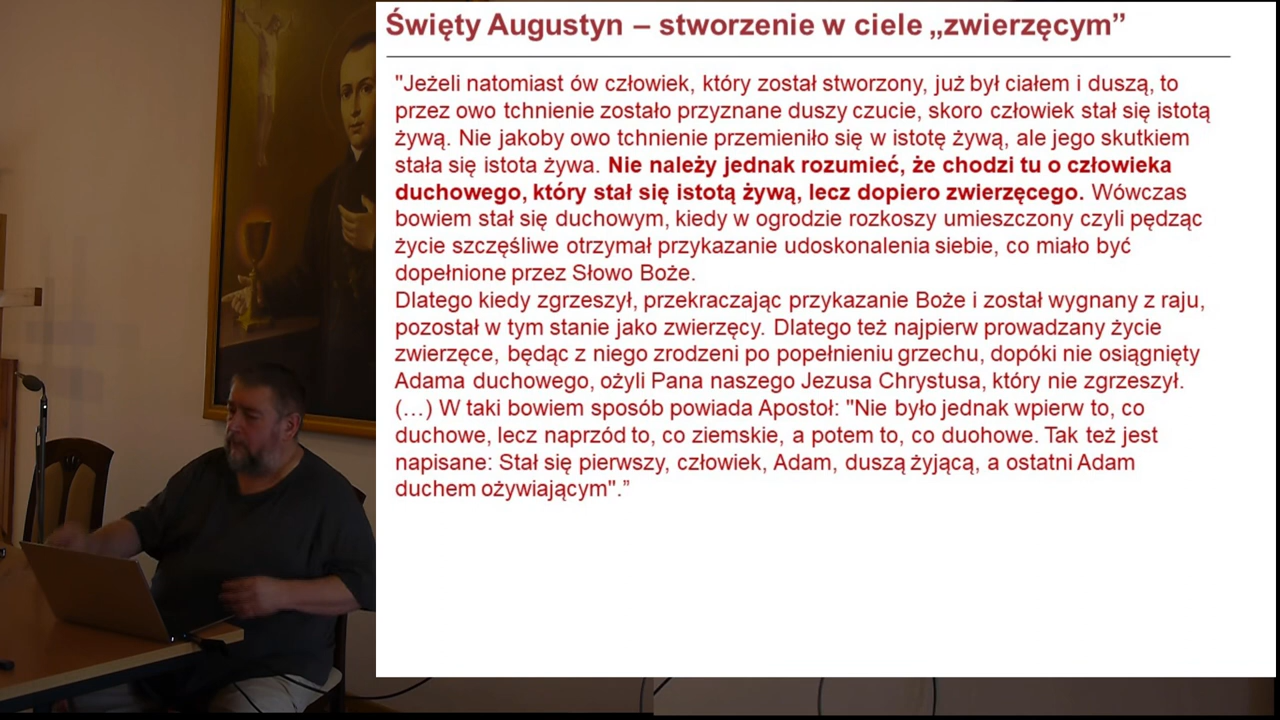 Święty Augustyn – stworzenie w ciele „zwierzęcym”
"Jeżeli natomiast ów człowiek, który został stworzony, już był ciałem i duszą, to
przez owo tchnienie zostało przyznane duszy czucie, skoro człowiek stał się istotą
żywą. Nie jakoby owo tchnienie przemieniło się w istotę żywą, ale jego skutkiem
stała się istota żywa. Nie należy jednak rozumieć, że chodzi tu o człowieka
duchowego, który stał się istotą żywą, lecz dopiero zwierzęcego. Wówczas
bowiem stał się duchowym, kiedy w ogrodzie rozkoszy umieszczony czyli pędząc
życie szczęśliwe otrzymał przykazanie udoskonalenia siebie, co miało być
dopełnione przez Słowo Boże.
Dlatego kiedy zgrzeszył, przekraczając przykazanie Boże i został wygnany z raju,
pozostał w tym stanie jako zwierzęcy. Dlatego też najpierw prowadzany życie
zwierzęce, będąc z niego zrodzeni po popełnieniu grzechu, dopóki nie osiągnięty
Adama duchowego, ożyli Pana naszego Jezusa Chrystusa, który nie zgrzeszył.
(…) W taki bowiem sposób powiada Apostoł: "Nie było jednak wpierw to, co
duchowe, lecz naprzód to, co ziemskie, a potem to, co duohowe. Tak też jest
napisane: Stał się pierwszy, człowiek, Adam, duszą żyjącą, a ostatni Adam
duchem ożywiającym".”